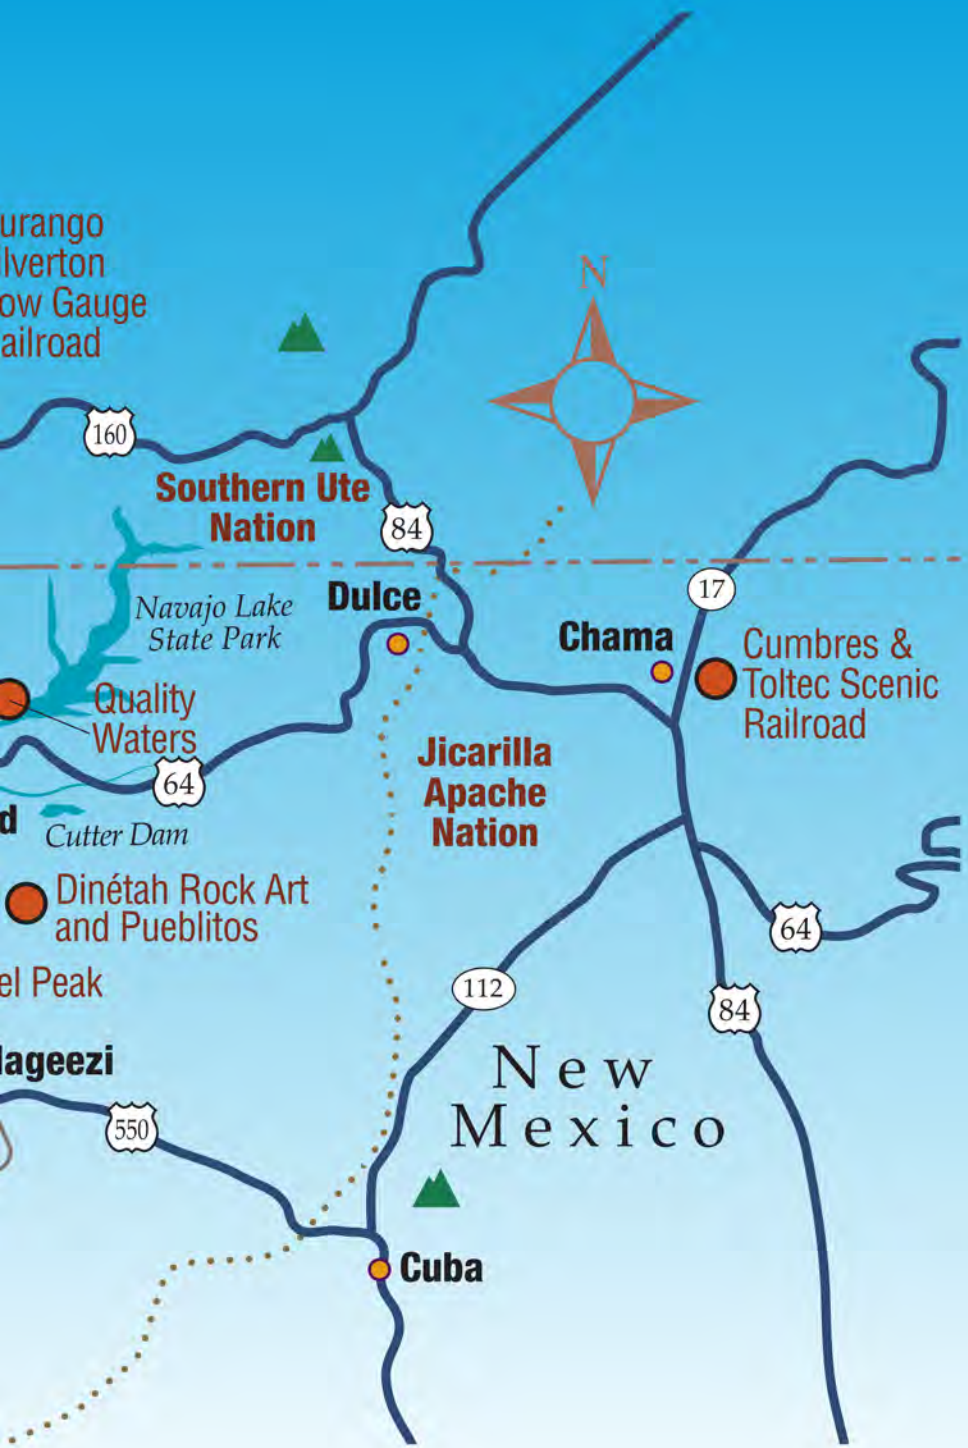 N
urango
lverton
ow Gauge
ailroad
160
Southern Ute
Nation
84
17
Navajo Lake
State Park
Dulce
Chama
Cumbres &
Toltec Scenic
Railroad
Quality
Waters
64
Jicarilla
Apache
Nation
d
Cutter Dam
Dinétah Rock Art
and Pueblitos
64
el Peak
112
84
New
Mexico
ageezi
550
Cuba